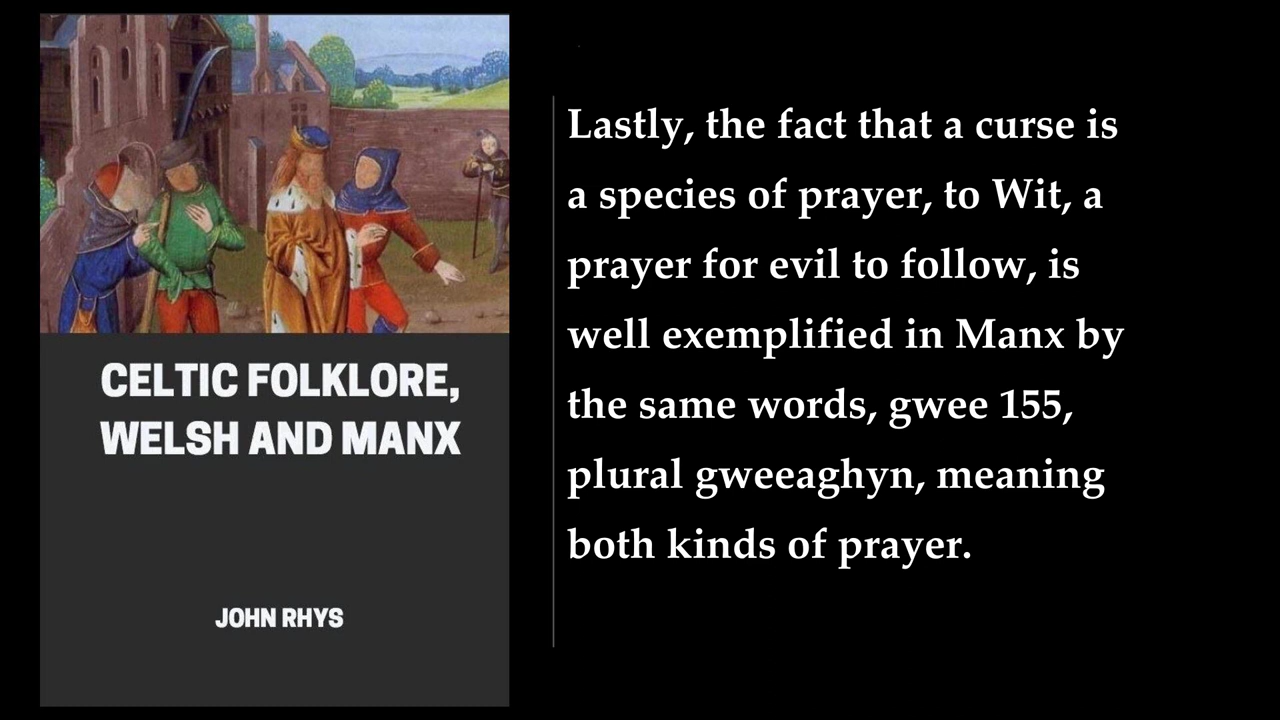 CELTIC FOLKLORE,
WELSH AND MANX
JOHN RHYS
Lastly, the fact that a curse is
a species of prayer, to Wit, a
prayer for evil to follow, is
well exemplified in Manx by
the same words, gwee 155,
plural gweeaghyn, meaning
both kinds of prayer.